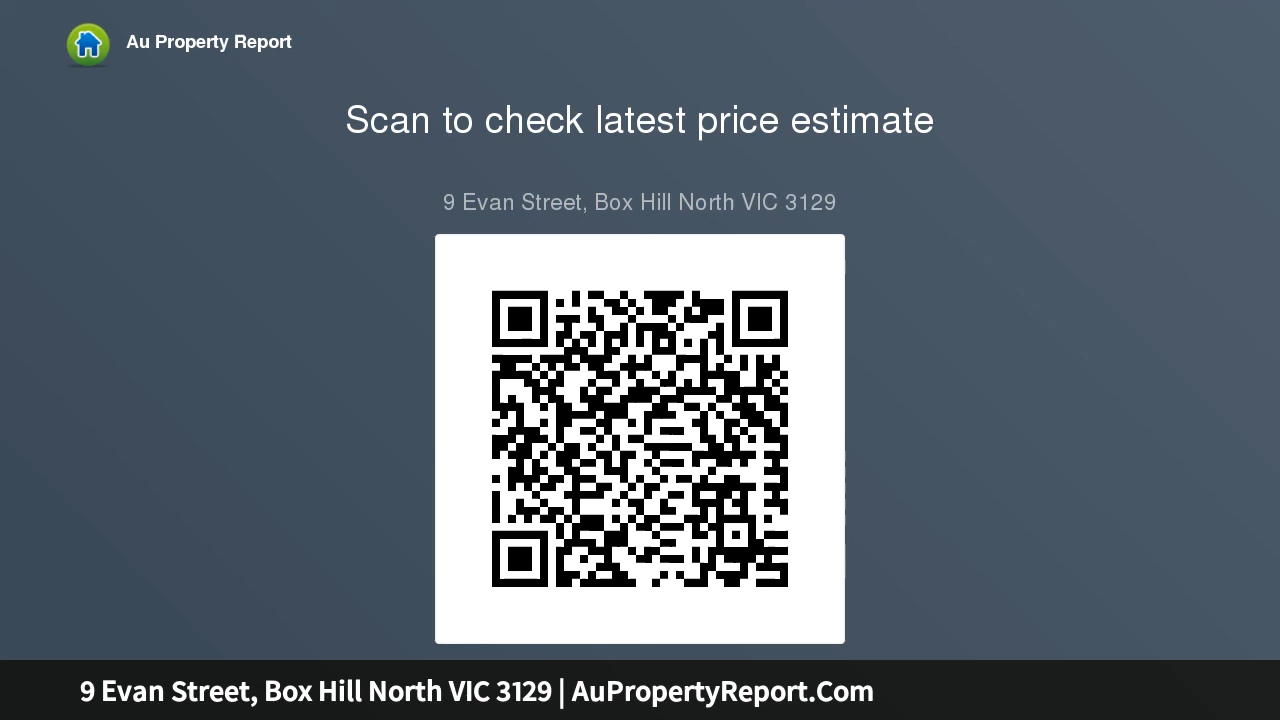 Au Property Report
Scan to check latest price estimate
9 Evan Street, Box Hill North VIC 3129
9 Evan Street, Box Hill North VIC 3129 | AuPropertyReport.Com